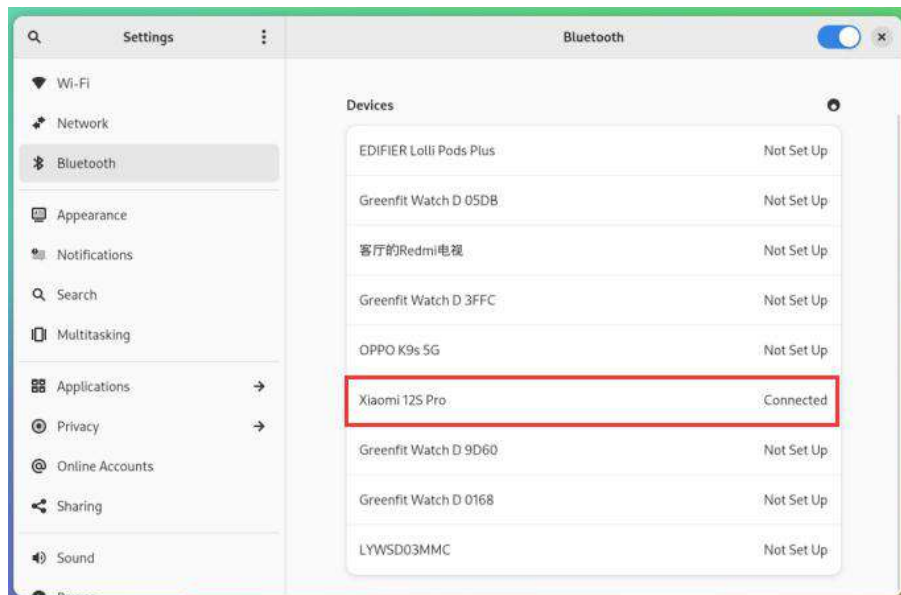 Settings
Bluetooth
Wi-Fi
Network
Bluetooth
Appearance
Notifications
Search
Multitasking
Applications
Privacy
Online Accounts
Sharing
Sound
Devices
EDIFIER Lolli Pods Plus Not Set Up
Greenfit Watch D 05DB Not Set Up
客厅的Redmi电视 Not Set Up
Greenfit Watch D 3FFC Not Set Up
OPPO K9s 5G Not Set Up
Xiaomi 12S Pro Connected
Greenfit Watch D 9D60 Not Set Up
Greenfit Watch D 0168 Not Set Up
LYWSD03MMC Not Set Up